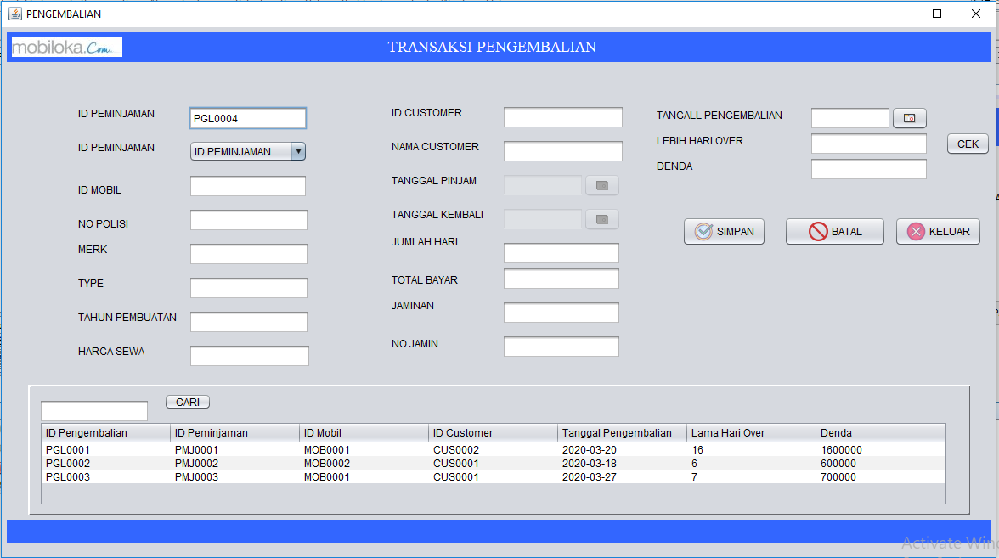 PENGEMBALIAN
mobiloka.Com
TRANSAKSI PENGEMBALIAN
ID PEMINJAMAN PGL0004
ID PEMINJAMAN ID PEMINJAMAN
ID MOBIL
NO POLISI
MERK
TYPE
TAHUN PEMBUATAN
HARGA SEWA
ID CUSTOMER
NAMA CUSTOMER
TANGGAL PINJAM
TANGGAL KEMBALI
JUMLAH HARI
TOTAL BAYAR
JAMINAN
NO JAMIN...
TANGALL PENGEMBALIAN
LEBIH HARI OVER
CEK
DENDA
SIMPAN BATAL KELUAR
CARI
ID Pengembalian ID Peminjaman ID Mobil ID Customer Tanggal Pengembalian Lama Hari Over Denda
PGL0001 PMJ0001 MOB0001 CUS0002 2020-03-20 16 1600000
PGL0002 PMJ0002 MOB0002 CUS0001 2020-03-18 6 600000
PGL0003 PMJ0003 MOB0001 CUS0001 2020-03-27 7 700000
Activate Win